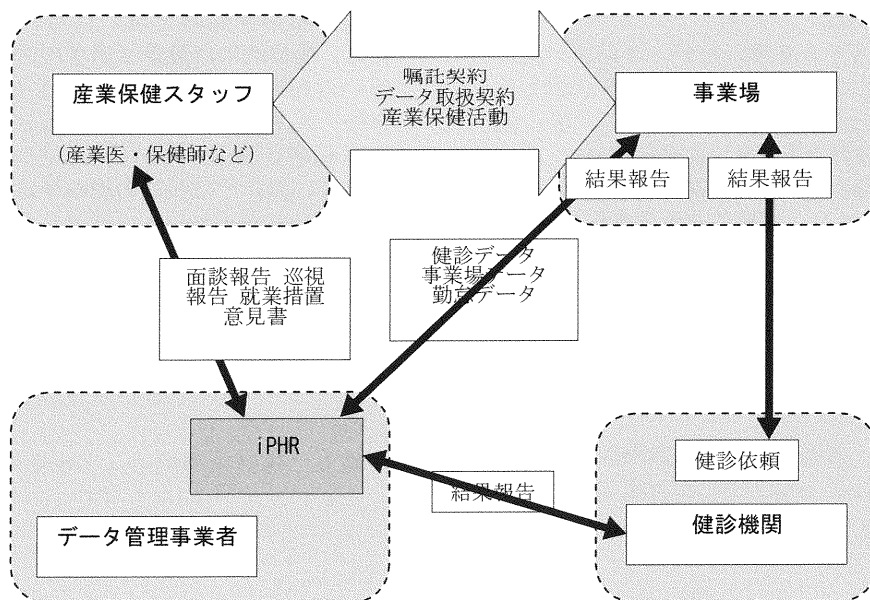 嘱託契約
データ取扱契約
産業保健活動
産業保健スタッフ
(産業医・保健師など)
事業場
結果報告
結果報告
健診データ
事業場データ
勤怠データ
面談報告 巡視
報告 就業措置
意見書
iPHR
データ管理事業者
結果報告
健診依頼
健診機関